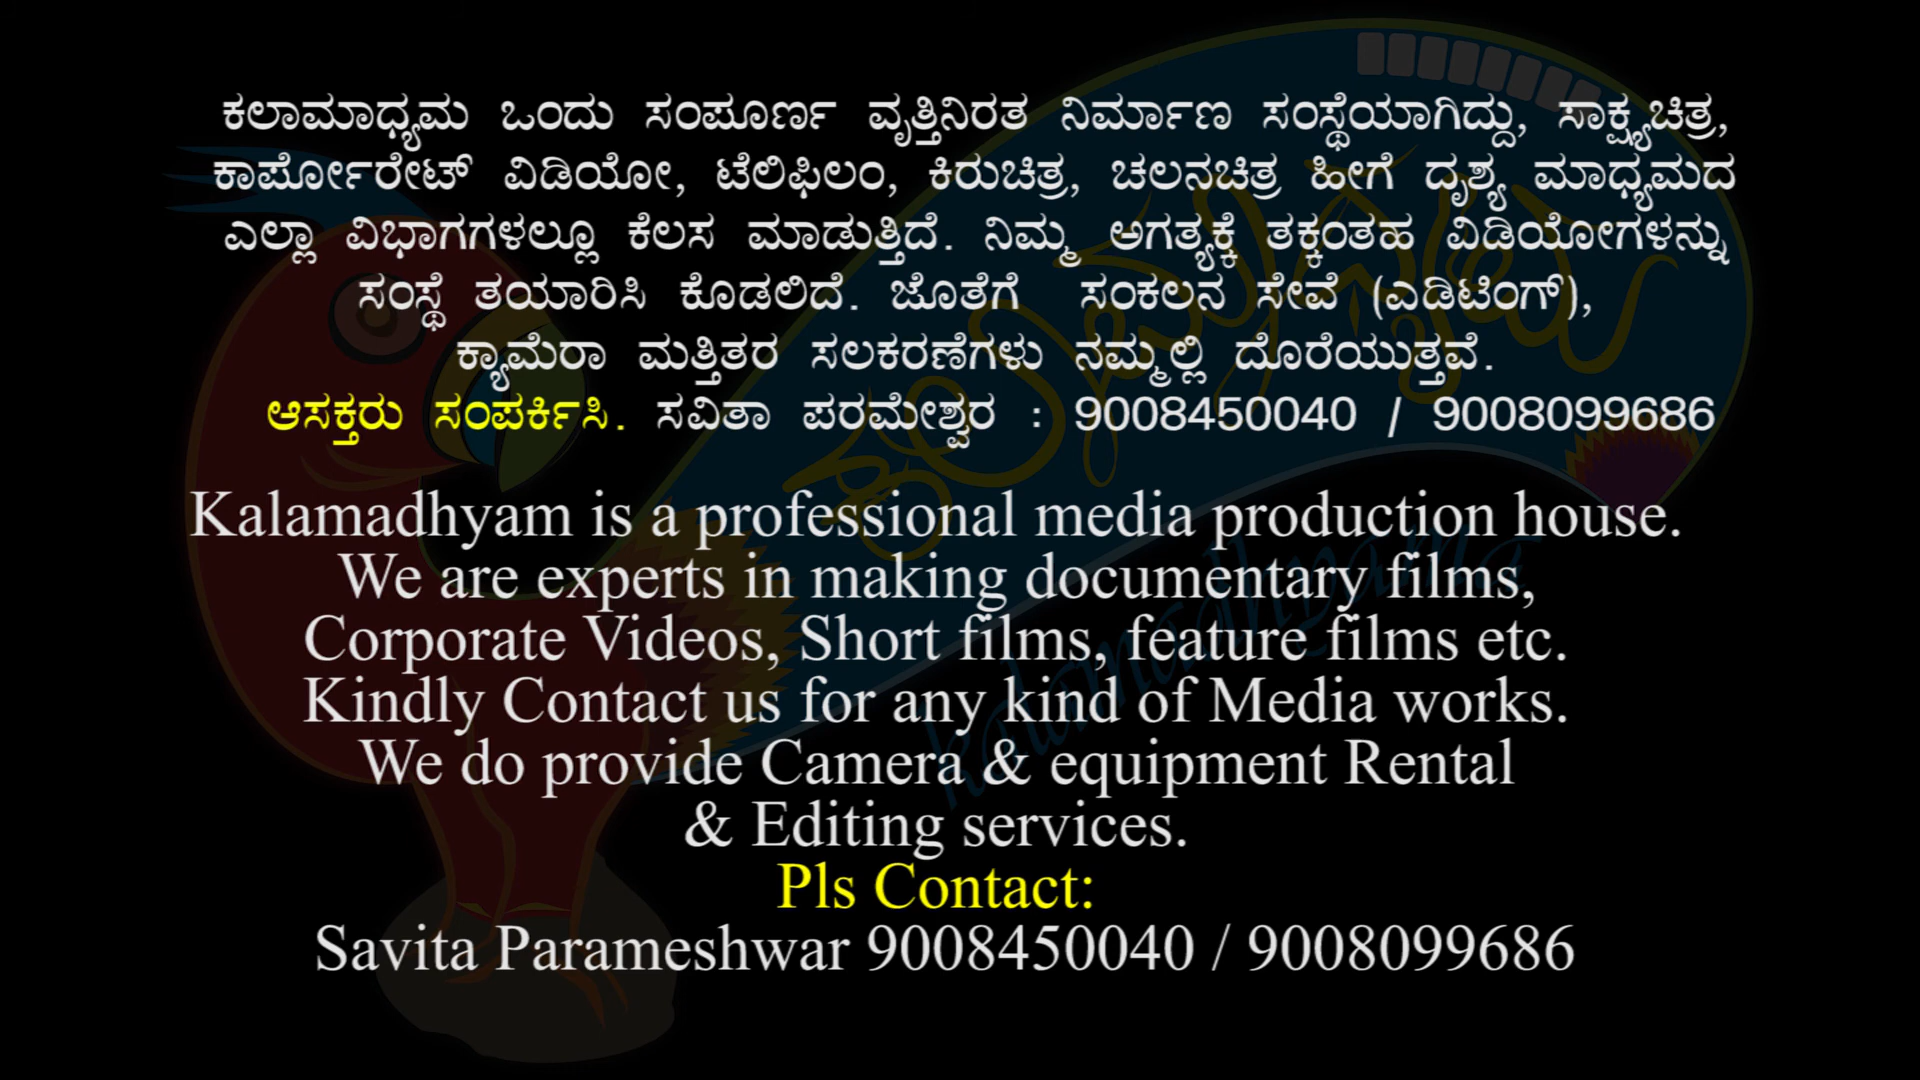 ಕಲಾಮಾಧ್ಯಮ ಒಂದು ಸಂಪೂರ್ಣ ವೃತ್ತಿನಿರತ ನಿರ್ಮಾಣ ಸಂಸ್ಥೆಯಾಗಿದ್ದು, ಸಾಕ್ಷ್ಯಚಿತ್ರ,
ಕಾರ್ಪೋರೇಟ್ ವಿಡಿಯೋ, ಟೆಲಿಫಿಲಂ, ಕಿರುಚಿತ್ರ, ಚಲನಚಿತ್ರ ಹೀಗೆ ದೃಶ್ಯ ಮಾಧ್ಯಮದ
ಎಲ್ಲಾ ವಿಭಾಗಗಳಲ್ಲೂ ಕೆಲಸ ಮಾಡುತ್ತಿದೆ. ನಿಮ್ಮ ಅಗತ್ಯಕ್ಕೆ ತಕ್ಕಂತಹ ವಿಡಿಯೋಗಳನ್ನು
ಸಂಸ್ಥೆ ತಯಾರಿಸಿ ಕೊಡಲಿದೆ. ಜೊತೆಗೆ ಸಂಕಲನ ಸೇವೆ (ಎಡಿಟಿಂಗ್),
ಕ್ಯಾಮೆರಾ ಮತ್ತಿತರ ಸಲಕರಣೆಗಳು ನಮ್ಮಲ್ಲಿ ದೊರೆಯುತ್ತವೆ.
ಆಸಕ್ತರು ಸಂಪರ್ಕಿಸಿ. ಸವಿತಾ ಪರಮೇಶ್ವರ : 9008450040 / 9008099686
Kalamadhyam is a professional media production house.
We are experts in making documentary films,
Corporate Videos, Short films, feature films etc.
Kindly Contact us for any kind of Media works.
We do provide Camera & equipment Rental
& Editing services.
Pls Contact:
Savita Parameshwar 9008450040 / 9008099686
ಕಲಾಮಾಧ್ಯಮ
kalamadhyama